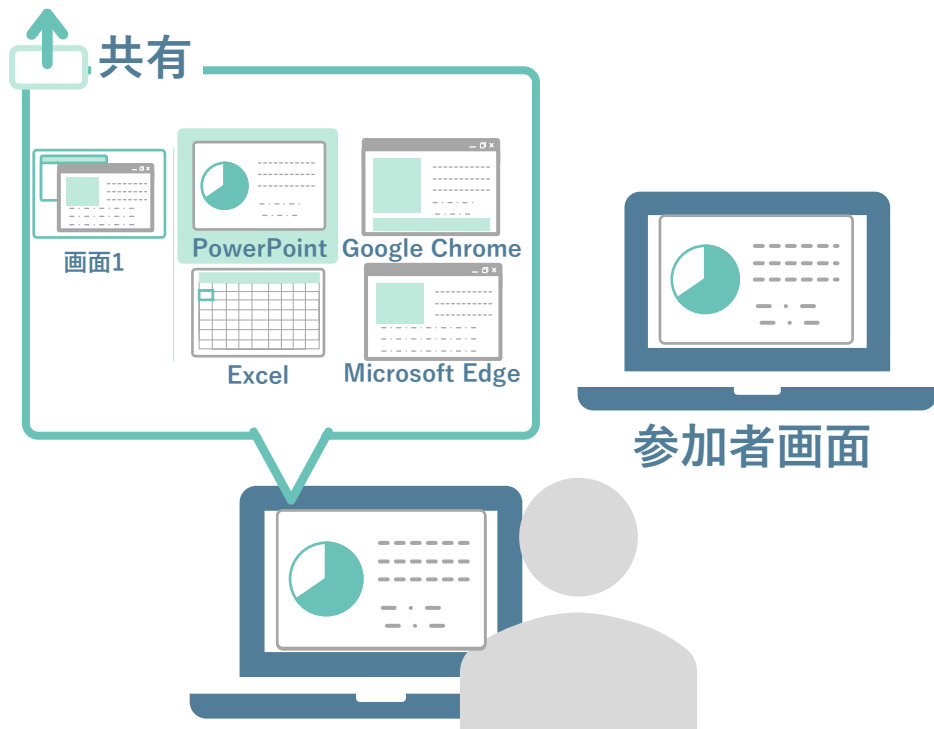 共有
画面1
PowerPoint
Google Chrome
Excel
Microsoft Edge
参加者画面